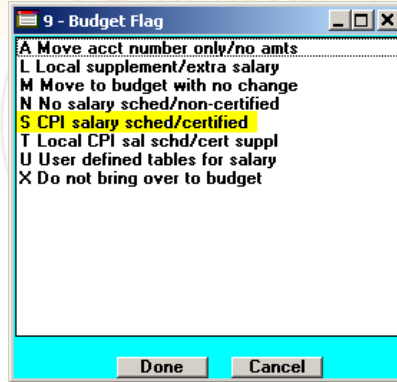 9 - Budget Flag
A Move acct number only/no amts
L Local supplement/extra salary
M Move to budget with no change
N No salary sched/non-certified
S CPI salary sched/certified
T Local CPI sal schd/cert suppl
U User defined tables for salary
X Do not bring over to budget
Done Cancel